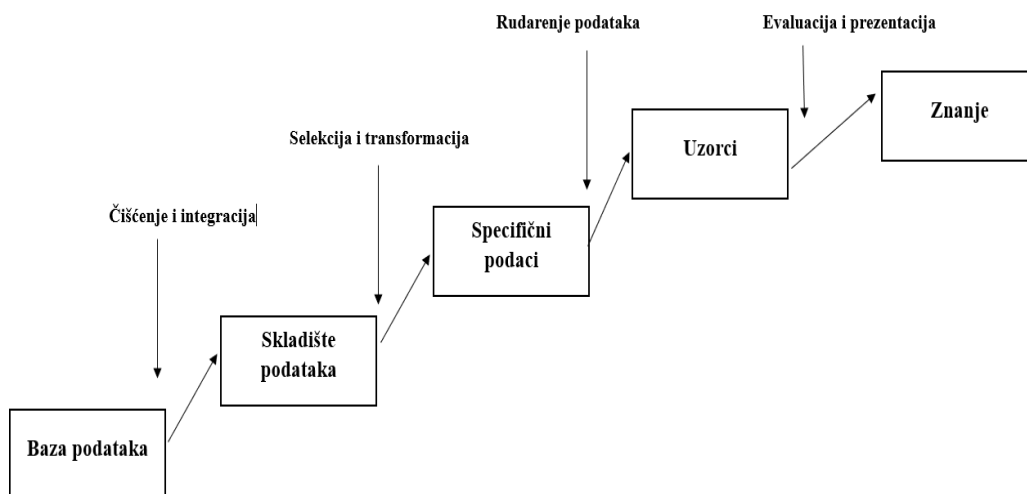 Rudarenje podataka
Evaluacija i prezentacija
Znanje
Uzorci
Selekcija i transformacija
Specifični
podaci
Čišćenje i integracija
Skladište
podataka
Baza podataka